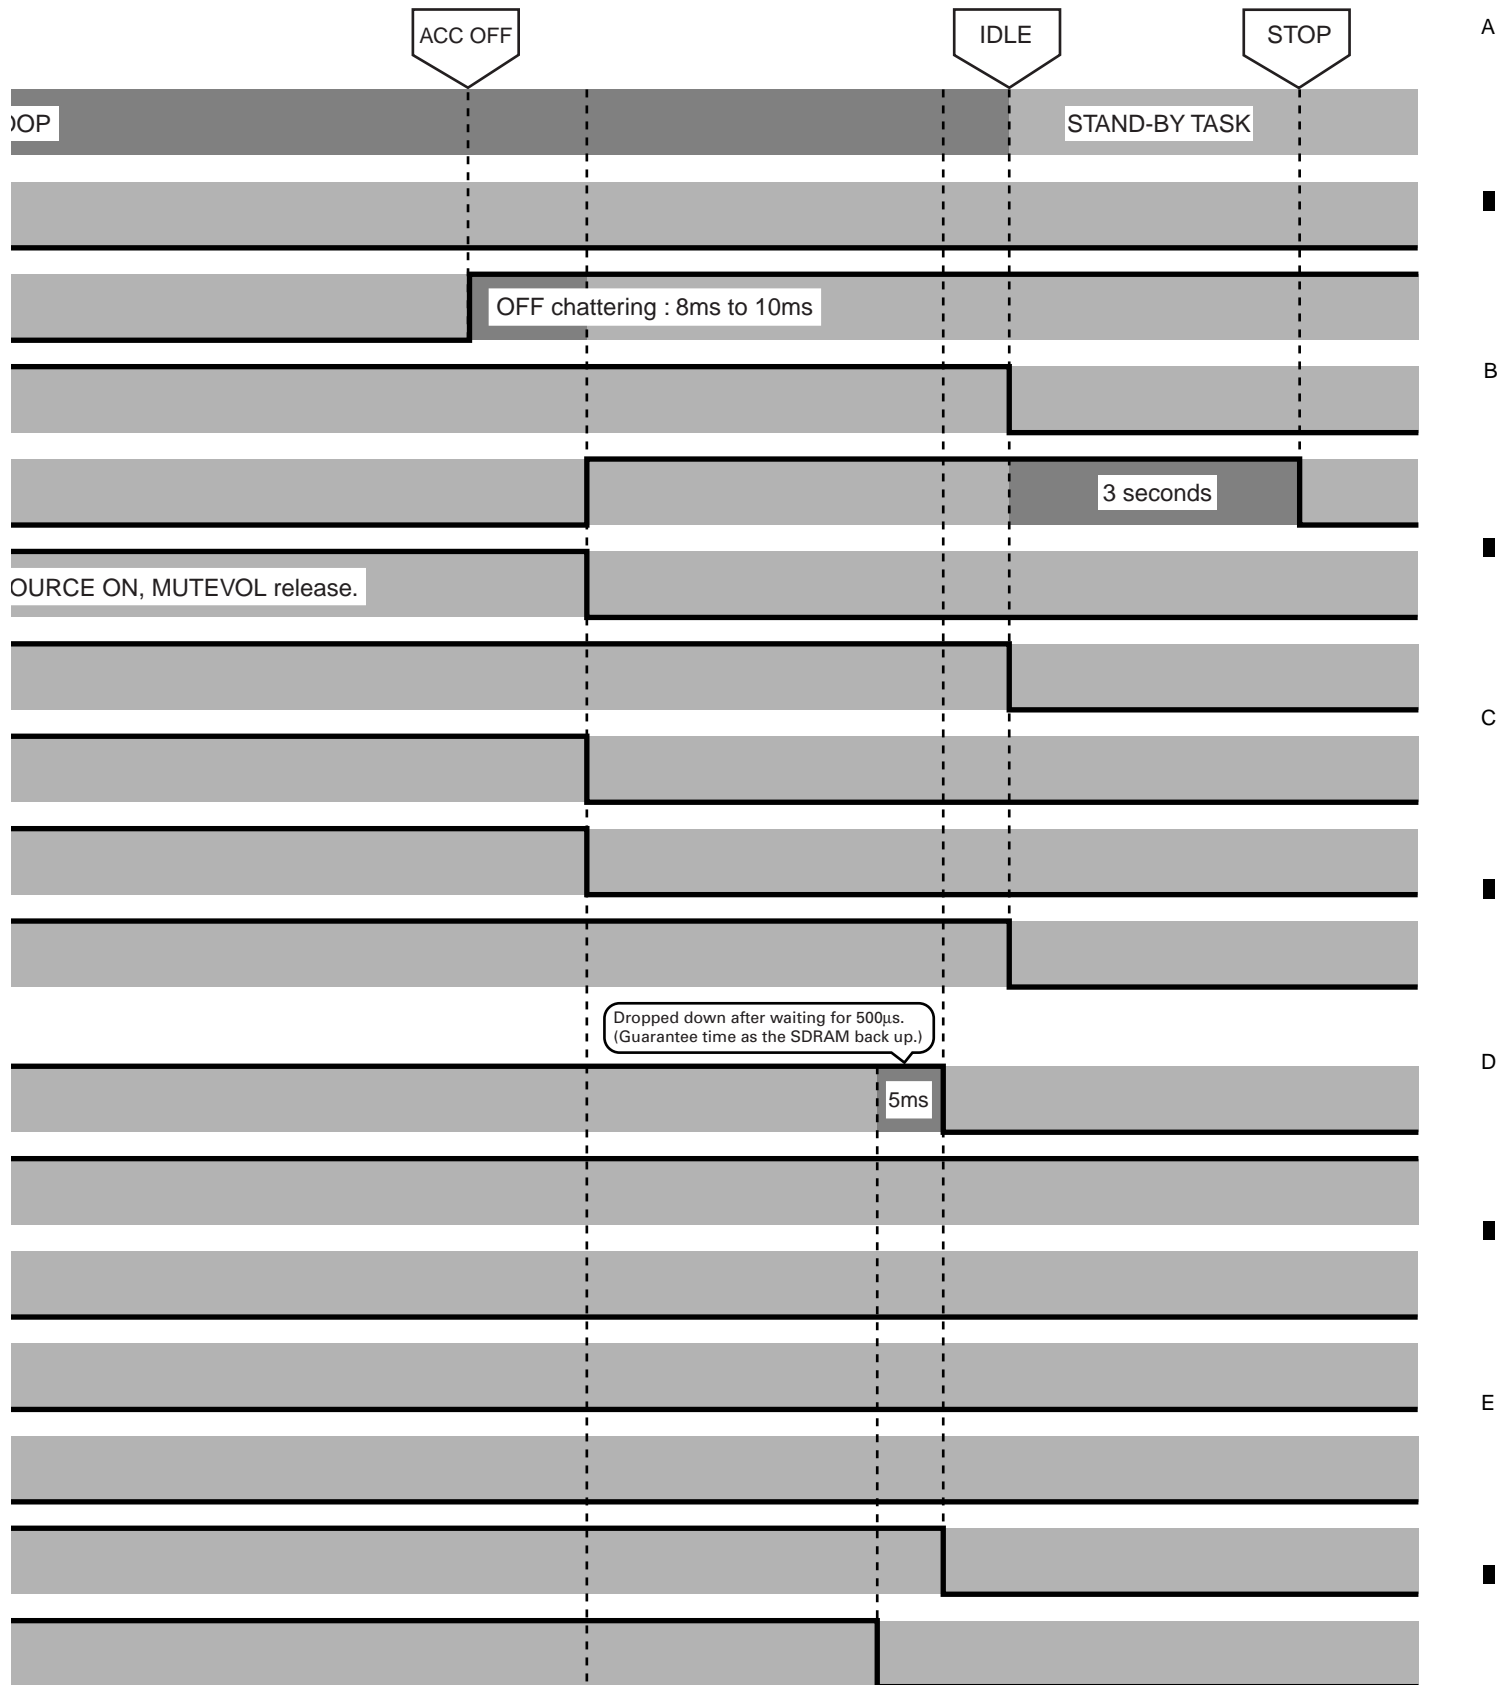 ACC OFF
IDLE
STOP
A
OOP
STAND-BY TASK
OFF chattering : 8ms to 10ms
B
3 seconds
OURCE ON, MUTEVOL release.
C
Dropped down after waiting for 500µs.
(Guarantee time as the SDRAM back up.)
D
5ms
E